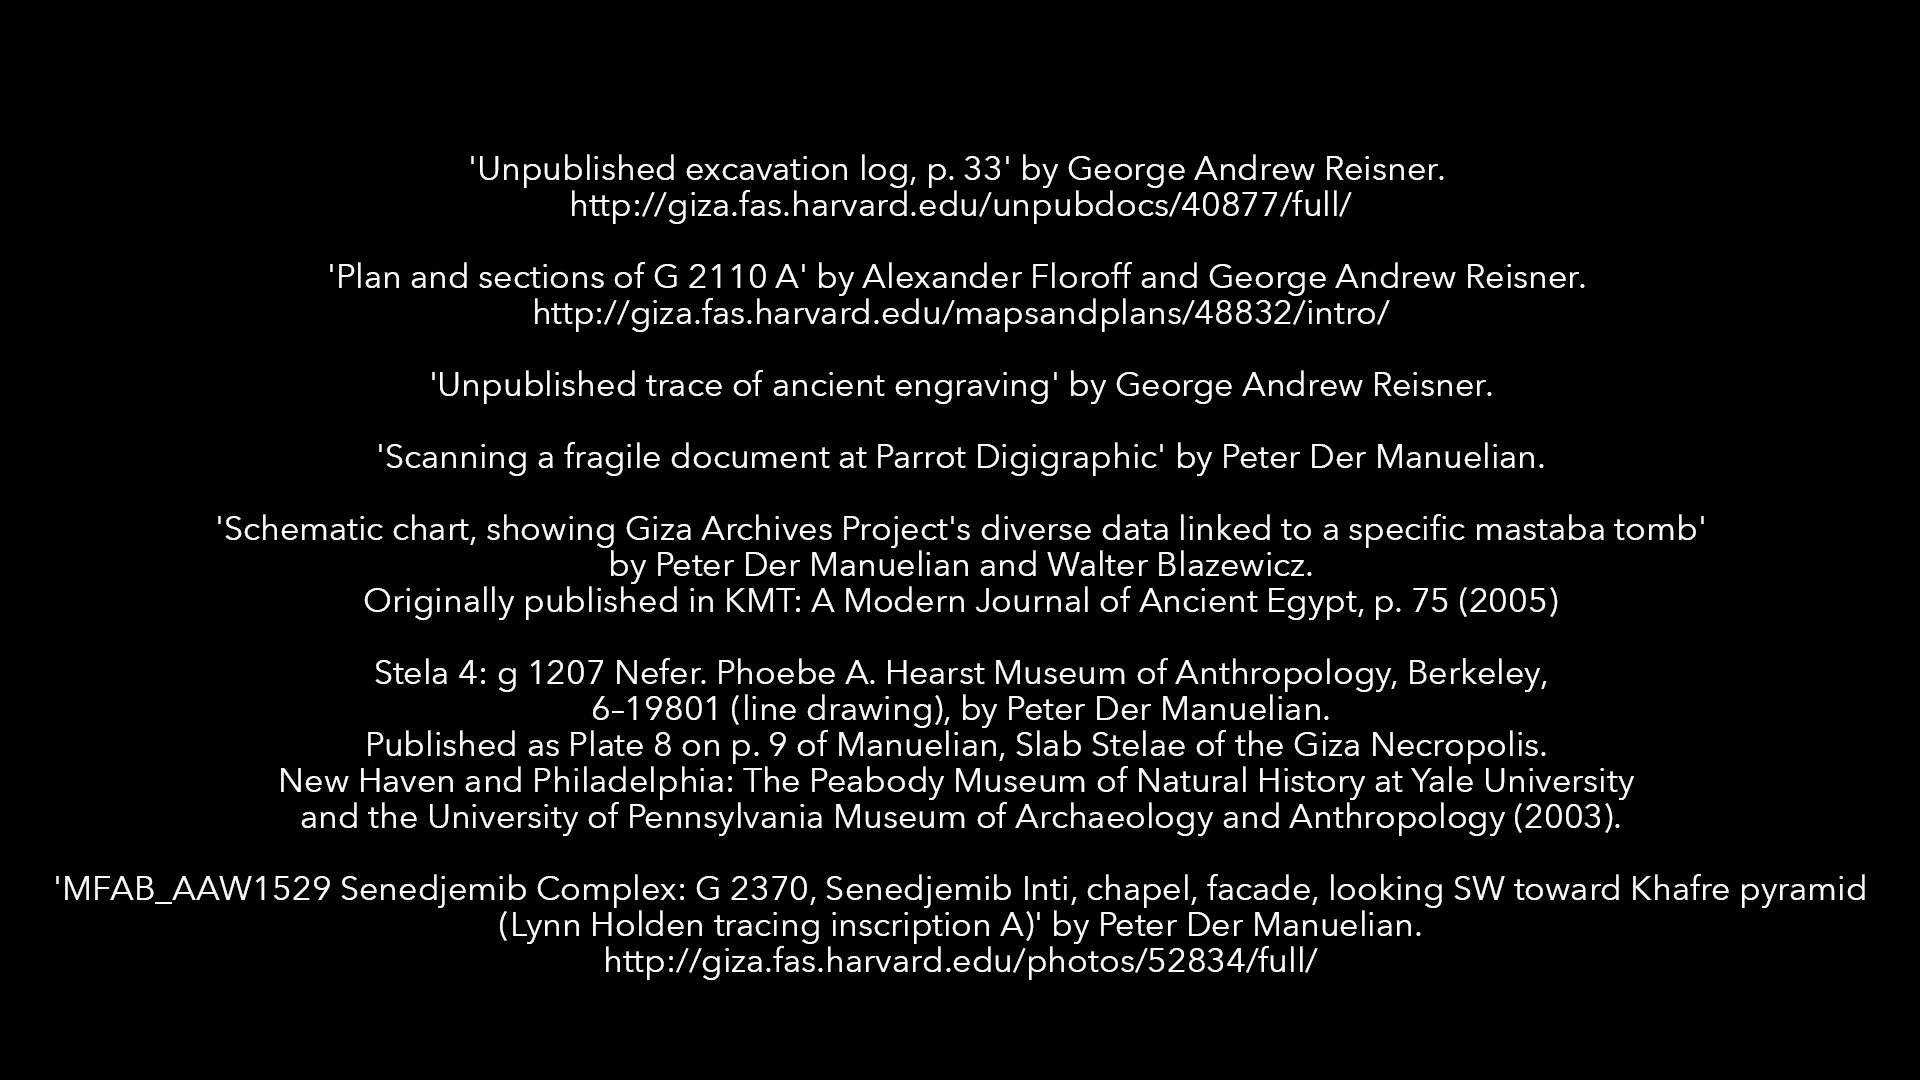 'Unpublished excavation log, p. 33' by George Andrew Reisner.
http://giza.fas.harvard.edu/unpubdocs/40877/full/
'Plan and sections of G 2110 A' by Alexander Floroff and George Andrew Reisner.
http://giza.fas.harvard.edu/mapsandplans/48832/intro/
'Unpublished trace of ancient engraving' by George Andrew Reisner.
'Scanning a fragile document at Parrot Digigraphic' by Peter Der Manuelian.
'Schematic chart, showing Giza Archives Project's diverse data linked to a specific mastaba tomb'
by Peter Der Manuelian and Walter Blazewicz.
Originally published in KMT: A Modern Journal of Ancient Egypt, p. 75 (2005)
Stela 4: g 1207 Nefer. Phoebe A. Hearst Museum of Anthropology, Berkeley,
6–19801 (line drawing), by Peter Der Manuelian.
Published as Plate 8 on p. 9 of Manuelian, Slab Stelae of the Giza Necropolis.
New Haven and Philadelphia: The Peabody Museum of Natural History at Yale University
and the University of Pennsylvania Museum of Archaeology and Anthropology (2003).
'MFAB_AAW1529 Senedjemib Complex: G 2370, Senedjemib Inti, chapel, facade, looking SW toward Khafre pyramid
(Lynn Holden tracing inscription A)' by Peter Der Manuelian.
http://giza.fas.harvard.edu/photos/52834/full/